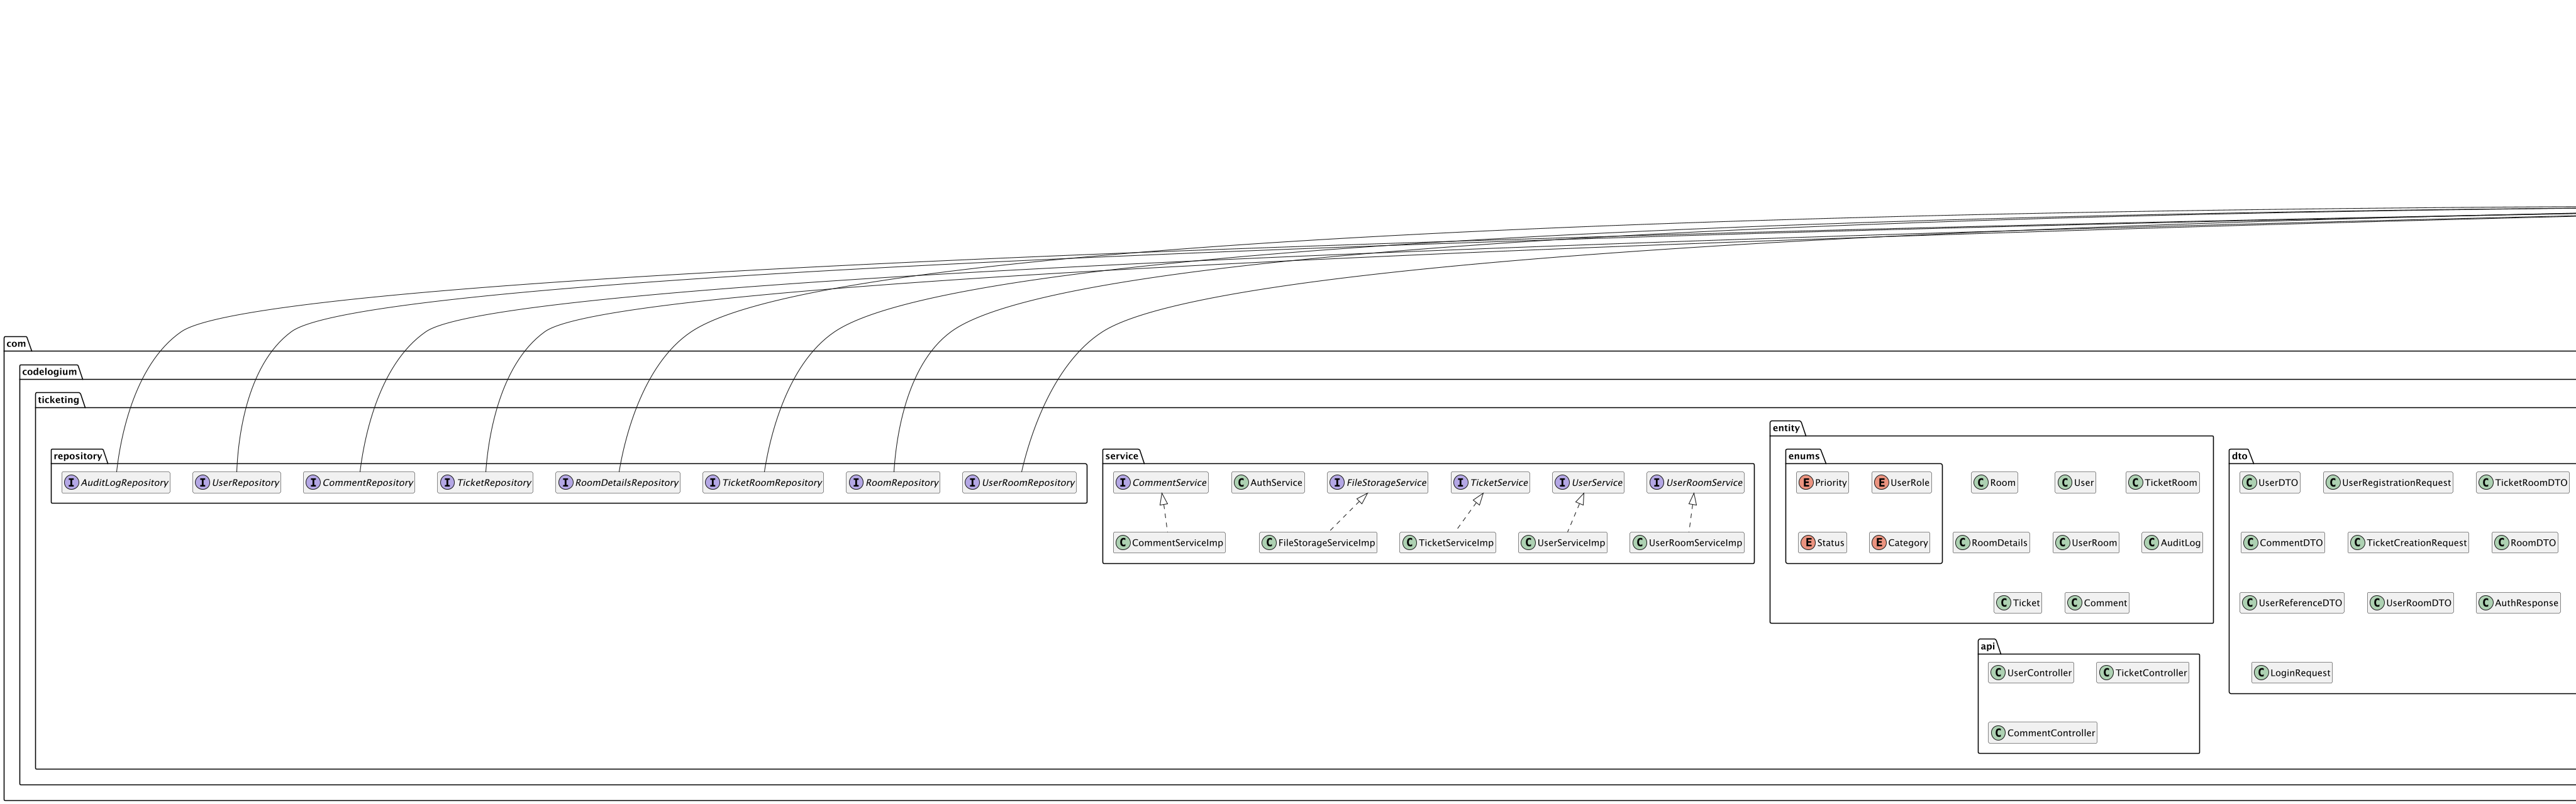 com
codelogium
ticketing
repository
I AuditLogRepository
I UserRepository
I CommentRepository
I TicketRepository
I RoomDetailsRepository
I TicketRoomRepository
I RoomRepository
I UserRoomRepository
service
I CommentService
C AuthService
I FileStorageService
I TicketService
I UserService
I UserRoomService
C CommentServiceImp
C FileStorageServiceImp
C TicketServiceImp
C UserServiceImp
C UserRoomServiceImp
entity
enums
E Priority
E UserRole
E Status
E Category
C Room
C User
C TicketRoom
C RoomDetails
C UserRoom
C AuditLog
C Ticket
C Comment
api
C UserController
C TicketController
C CommentController
dto
C UserDTO
C UserRegistrationRequest
C TicketRoomDTO
C CommentDTO
C TicketCreationRequest
C RoomDTO
C UserReferenceDTO
C UserRoomDTO
C AuthResponse
C LoginRequest